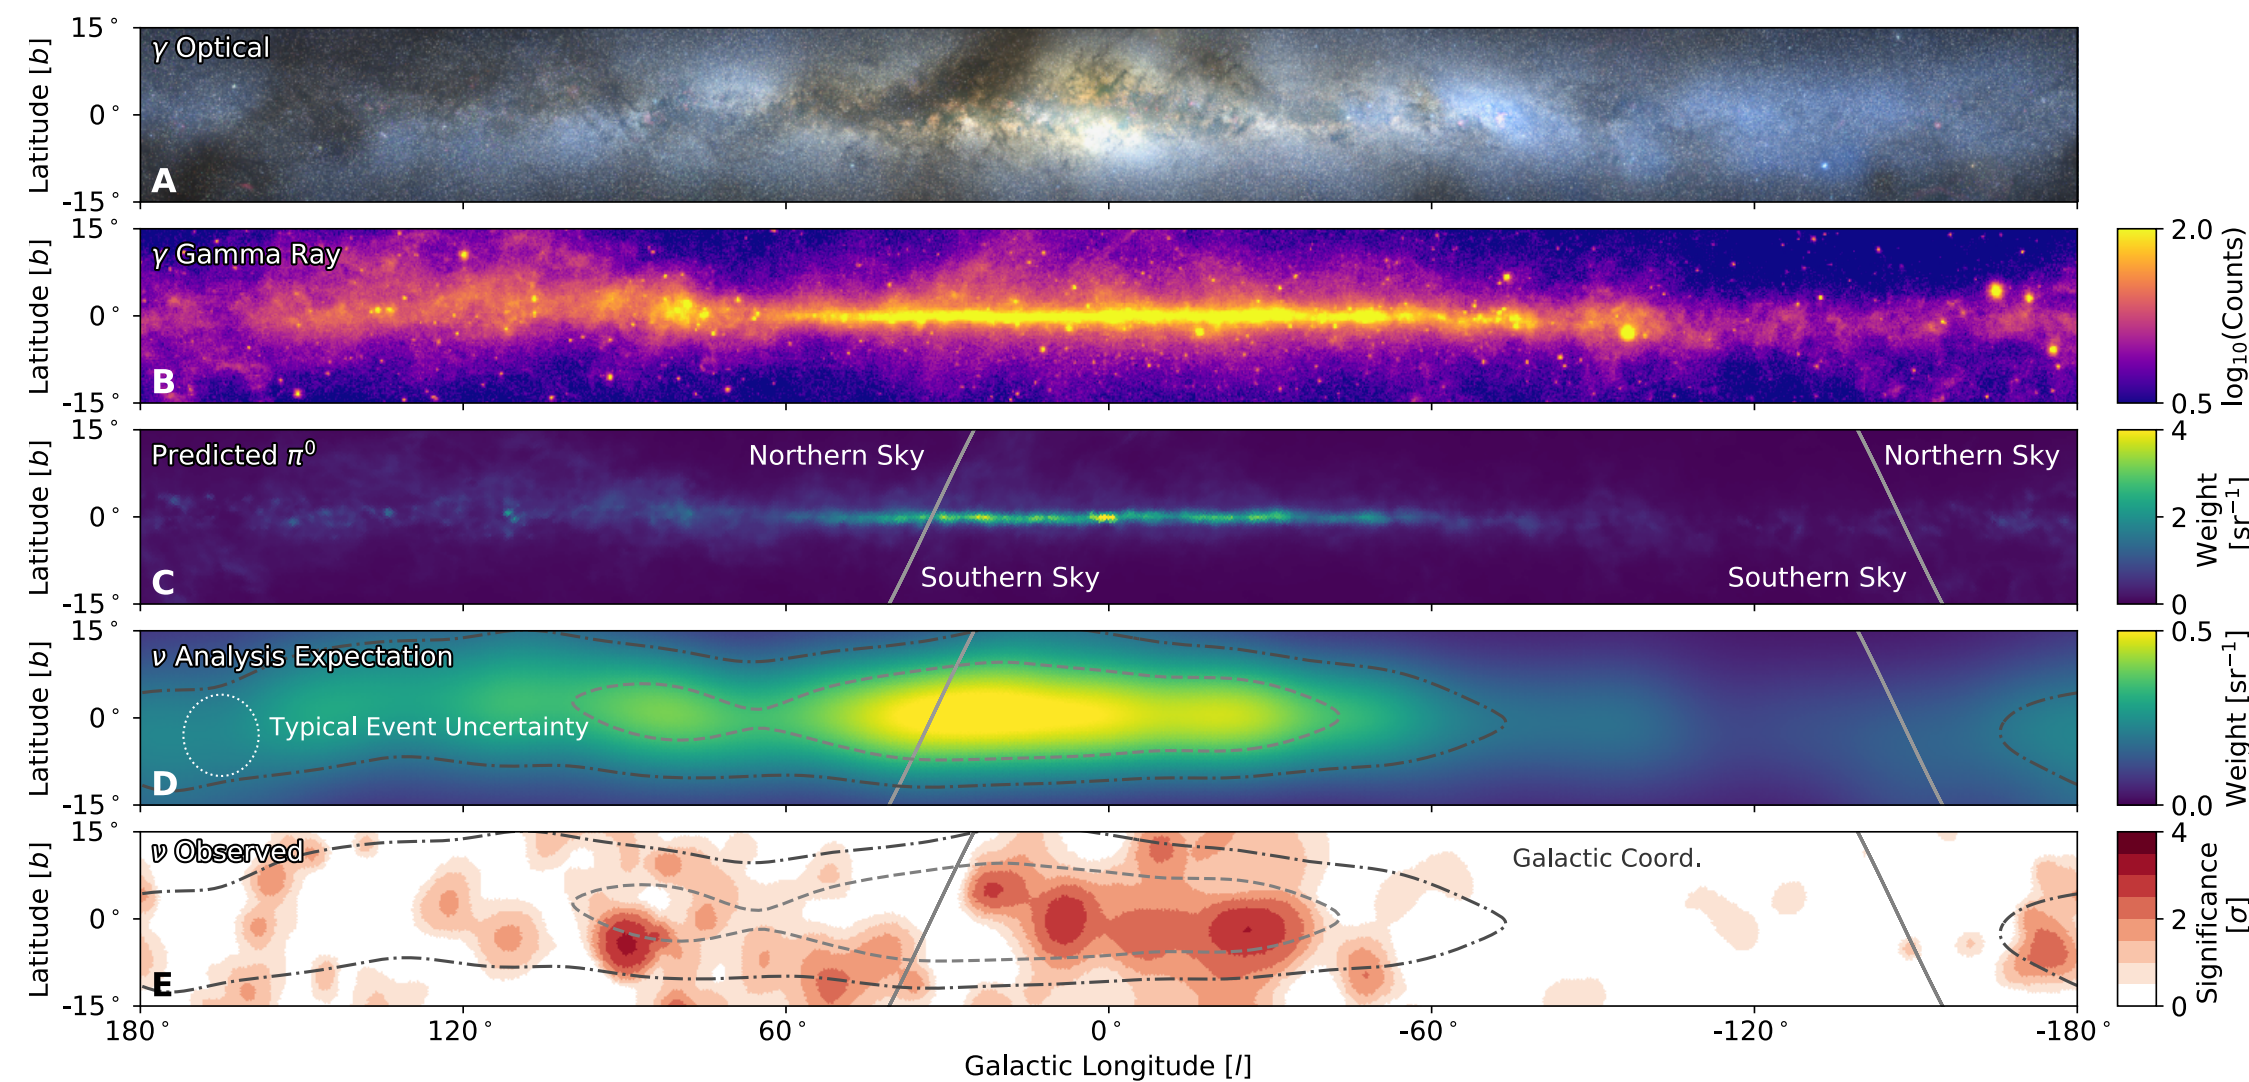 15°
γ Optical
Latitude [b]
0°
A
-15°
15°
γ Gamma Ray
Latitude [b]
0°
B
-15°
2.0
log₁₀(Counts)
0.5
15°
Predicted π⁰
Northern Sky
Northern Sky
Latitude [b]
0°
Southern Sky
Southern Sky
C
-15°
4
2
0
Weight
[sr⁻¹]
15°
ν Analysis Expectation
Latitude [b]
0°
Typical Event Uncertainty
D
-15°
0.5
Weight [sr⁻¹]
0.0
15°
ν Observed
Galactic Coord.
Latitude [b]
0°
E
-15°
4
2
0
Significance
[σ]
180° 120° 60° 0° -60° -120° -180°
Galactic Longitude [l]